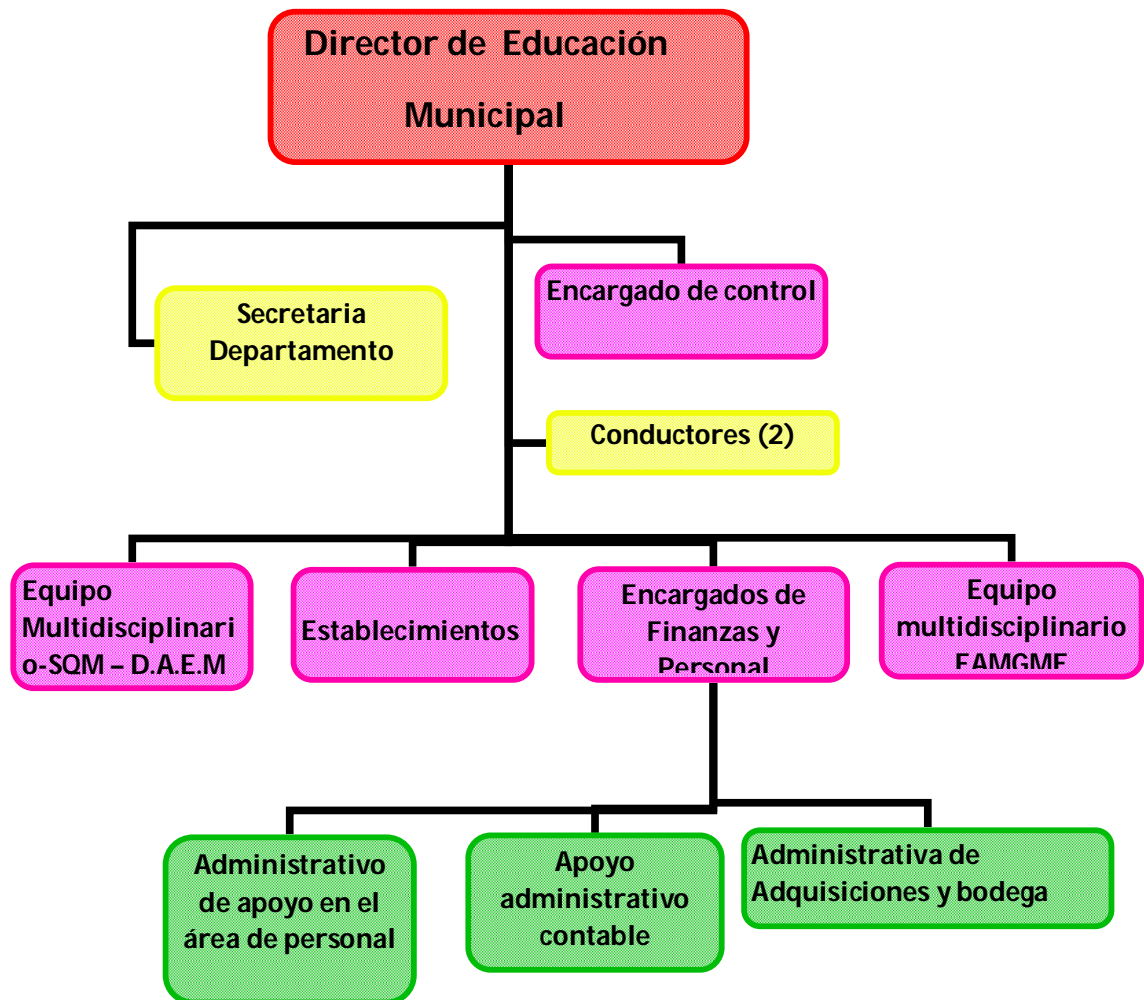 Director de Educación
Municipal
Encargado de control
Secretaria
Departamento
Conductores (2)
Equipo
Multidisciplinari
o-SQM – D.A.E.M
Establecimientos
Encargados de
Finanzas y
Personal
Equipo
multidisciplinario
Administrativo
de apoyo en el
área de personal
Apoyo
administrativo
contable
Administrativa de
Adquisiciones y bodega